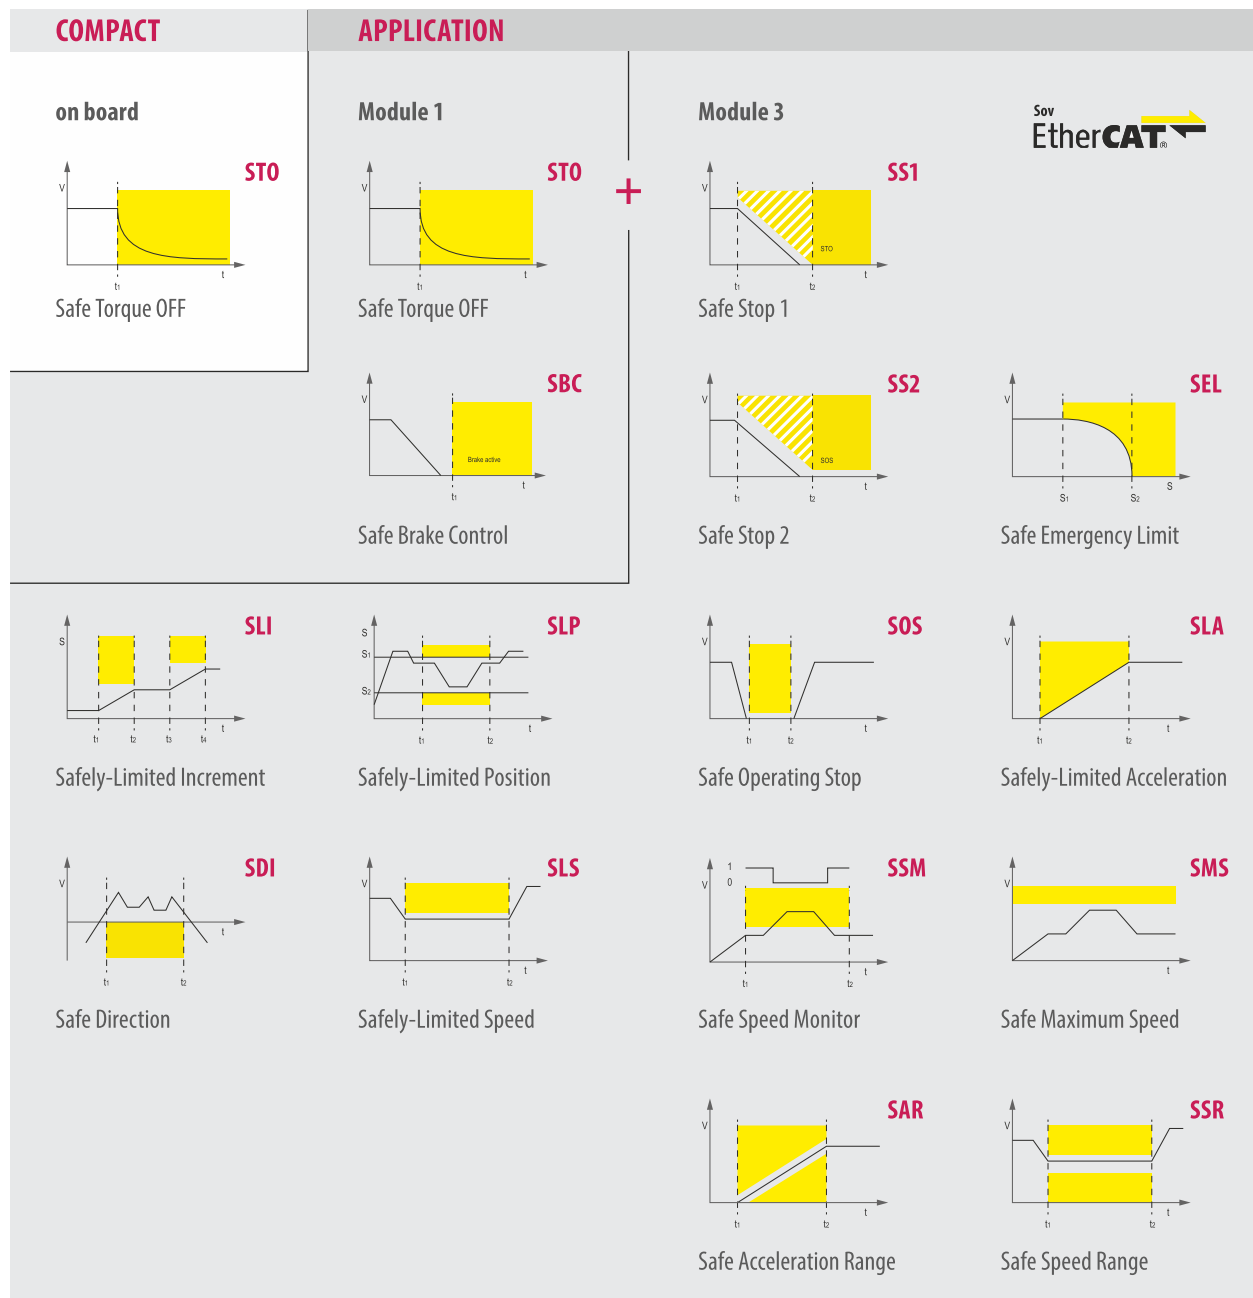 COMPACT
APPLICATION
on board
Module 1
Module 3
Sov
EtherCAT®
STO
V
t
t1
Safe Torque OFF
STO
V
t
t1
Safe Torque OFF
+
SS1
V
STO
t
t1
t2
Safe Stop 1
SBC
V
Brake active
t
t1
Safe Brake Control
SS2
V
SOS
t
t1
t2
Safe Stop 2
SEL
V
S
S1
S2
Safe Emergency Limit
SLI
S
t
t1
t2
t3
t4
Safely-Limited Increment
SLP
S
S1
S2
t
t1
t2
Safely-Limited Position
SOS
V
t
t1
t2
Safe Operating Stop
SLA
V
t
t1
t2
Safely-Limited Acceleration
SDI
V
t
t1
t2
Safe Direction
SLS
V
t
t1
t2
Safely-Limited Speed
SSM
1
0
V
t
t1
t2
Safe Speed Monitor
SMS
V
t
Safe Maximum Speed
SAR
V
t
t1
t2
Safe Acceleration Range
SSR
V
t
t1
t2
Safe Speed Range